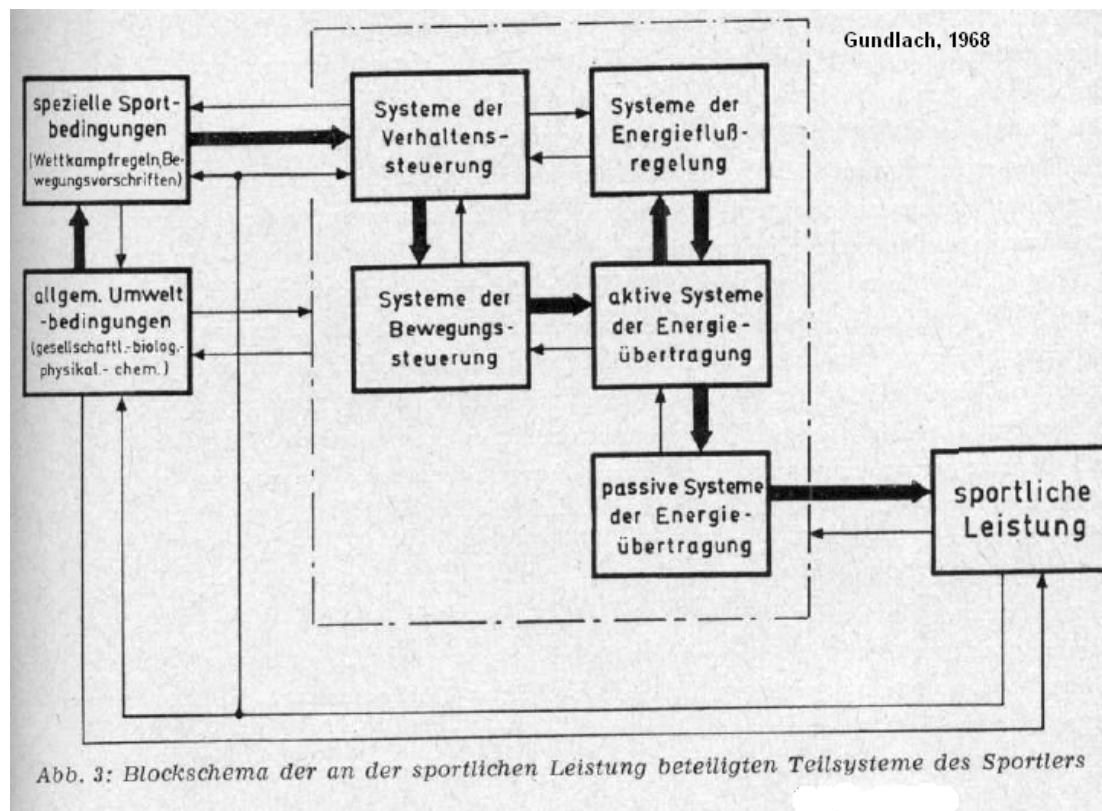 Gundlach, 1968
spezielle Sport-
bedingungen
(Wettkampfregeln, Be-
wegungsvorschriften)
Systeme der
Verhaltens-
steuerung
Systeme der
Energiefluß-
regelung
allgem. Umwelt
-bedingungen
(gesellschaftl.-biolog.-
physikal.- chem.)
Systeme der
Bewegungs-
steuerung
aktive Systeme
der Energie-
übertragung
passive Systeme
der Energie-
übertragung
sportliche
Leistung
Abb. 3: Blockschema der an der sportlichen Leistung beteiligten Teilsysteme des Sportlers